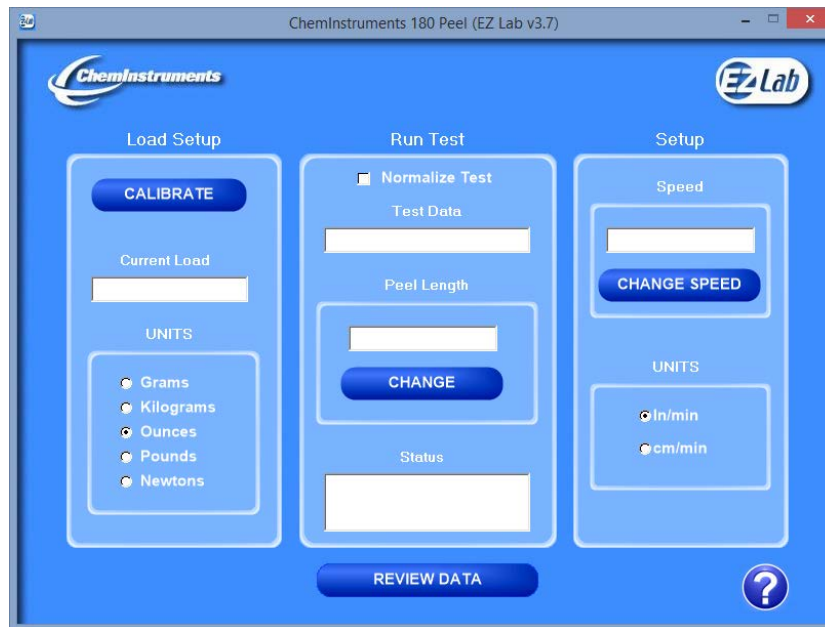 ChemInstruments 180 Peel (EZ Lab v3.7)
ChemInstruments
EZ Lab
Load Setup
CALIBRATE
Current Load
UNITS
Grams
Kilograms
Ounces
Pounds
Newtons
Run Test
Normalize Test
Test Data
Peel Length
CHANGE
Status
REVIEW DATA
Setup
Speed
CHANGE SPEED
UNITS
In/min
cm/min
?